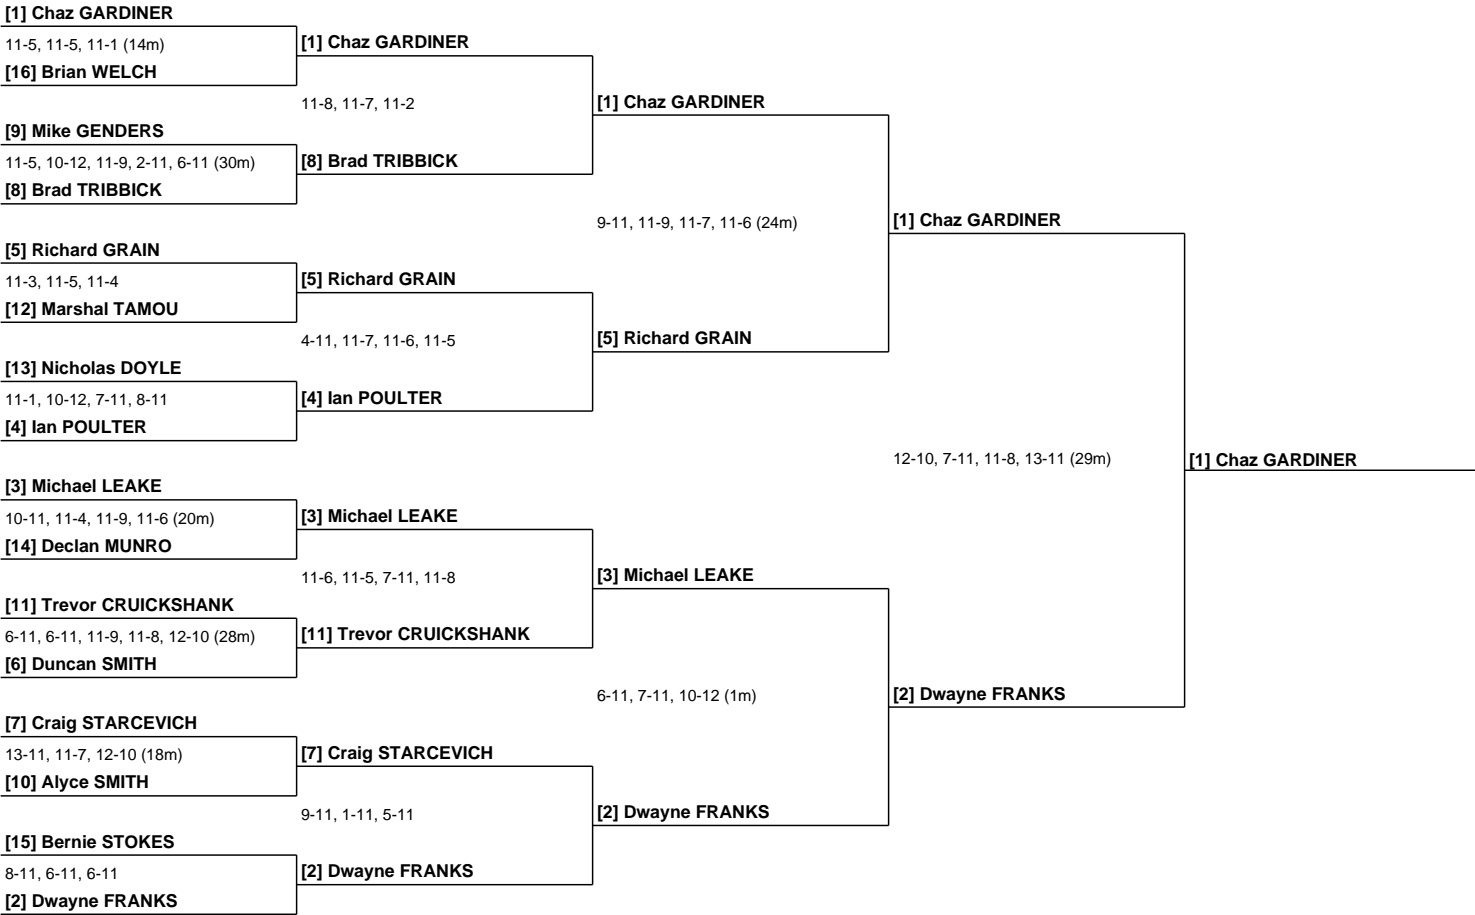 [1] Chaz GARDINER
11-5, 11-5, 11-1 (14m)
[1] Chaz GARDINER
[16] Brian WELCH
11-8, 11-7, 11-2
[1] Chaz GARDINER
[9] Mike GENDERS
11-5, 10-12, 11-9, 2-11, 6-11 (30m)
[8] Brad TRIBBICK
[8] Brad TRIBBICK
9-11, 11-9, 11-7, 11-6 (24m)
[1] Chaz GARDINER
[5] Richard GRAIN
11-3, 11-5, 11-4
[5] Richard GRAIN
[12] Marshal TAMOU
4-11, 11-7, 11-6, 11-5
[5] Richard GRAIN
[13] Nicholas DOYLE
11-1, 10-12, 7-11, 8-11
[4] Ian POULTER
[4] Ian POULTER
12-10, 7-11, 11-8, 13-11 (29m)
[1] Chaz GARDINER
[3] Michael LEAKE
10-11, 11-4, 11-9, 11-6 (20m)
[3] Michael LEAKE
[14] Declan MUNRO
11-6, 11-5, 7-11, 11-8
[3] Michael LEAKE
[11] Trevor CRUICKSHANK
6-11, 6-11, 11-9, 11-8, 12-10 (28m)
[11] Trevor CRUICKSHANK
[6] Duncan SMITH
6-11, 7-11, 10-12 (1m)
[2] Dwayne FRANKS
[7] Craig STARCEVICH
13-11, 11-7, 12-10 (18m)
[7] Craig STARCEVICH
[10] Alyce SMITH
9-11, 1-11, 5-11
[2] Dwayne FRANKS
[15] Bernie STOKES
8-11, 6-11, 6-11
[2] Dwayne FRANKS
[2] Dwayne FRANKS